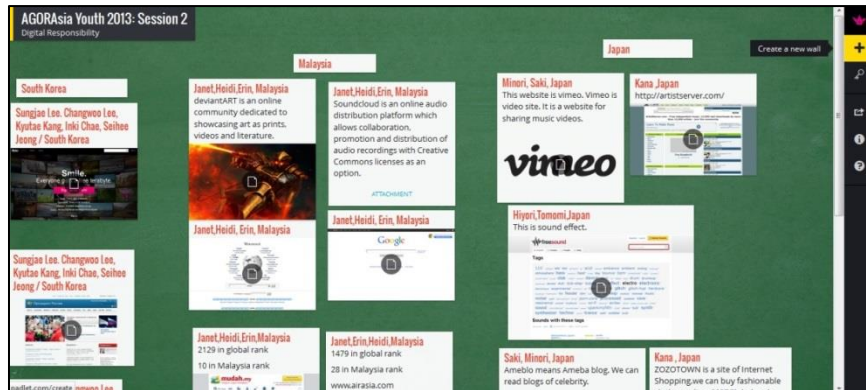 AGORAsia Youth 2013: Session 2
Digital Responsibility
Create a new wall
South Korea
Sungjae Lee. Changwoo Lee,
Kyutae Kang, Inki Chae, Seihee
Jeong / South Korea
Smile.
Sungjae Lee. Changwoo Lee,
Kyutae Kang, Inki Chae, Seihee
Jeong / South Korea
Malaysia
Janet,Heidi,Erin, Malaysia
deviantART is an online
community dedicated to
showcasing art as prints,
videos and literature.
Janet,Heidi,Erin, Malaysia
Janet,Heidi,Erin,Malaysia
2129 in global rank
10 in Malaysia rank
mudah.my
Janet,Heidi,Erin, Malaysia
Soundcloud is an online audio
distribution platform which
allows collaboration,
promotion and distribution of
audio recordings with Creative
Commons licenses as an
option.
ATTACHMENT
Janet,Heidi, Erin, Malaysia
Google
Janet,Erin,Heidi,Malaysia
1479 in global rank
28 in Malaysia rank
www.airasia.com
Japan
Minori, Saki, Japan
This website is vimeo. Vimeo is
video site. It is a website for
sharing music videos.
vimeo
Kana ,Japan
http://artistserver.com/
Hiyori,Tomomi,Japan
This is sound effect.
freesound
Tags
Sounds with these tags
Saki, Minori, Japan
Ameblo means Ameba blog. We can
read blogs of celebrity.
Kana , Japan
ZOZOTOWN is a site of Internet
Shopping,we can buy fashionable